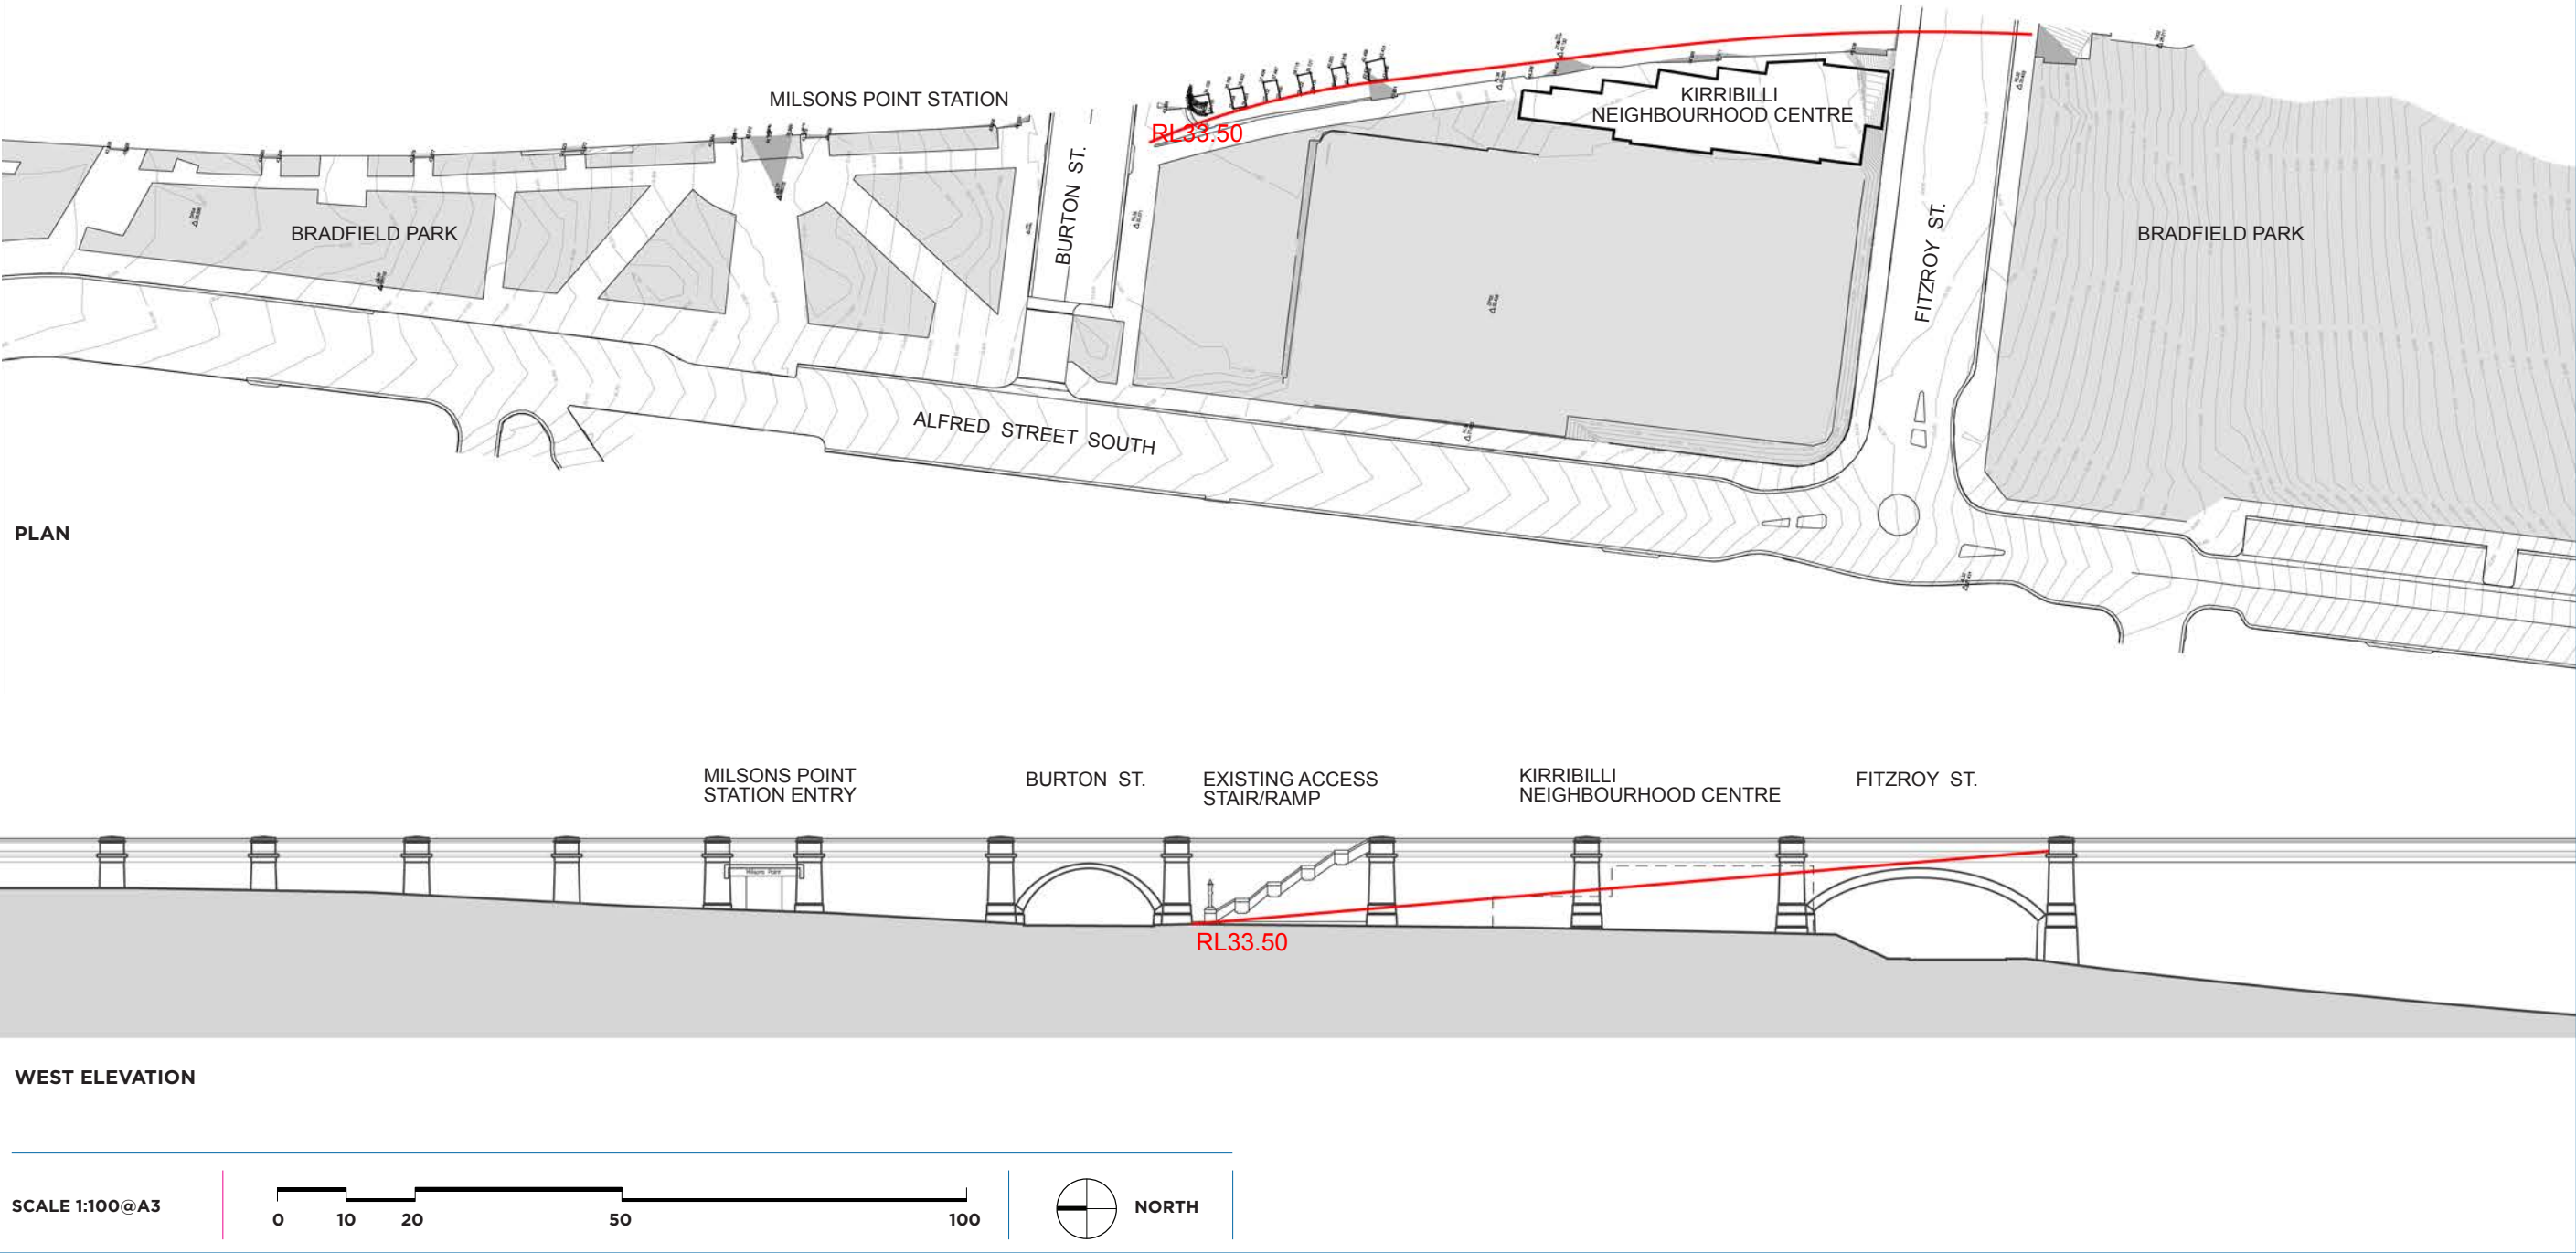 MILSONS POINT STATION
RL33.50
KIRRIBILLI
NEIGHBOURHOOD CENTRE
BURTON ST.
FITZROY ST.
BRADFIELD PARK
BRADFIELD PARK
ALFRED STREET SOUTH
PLAN
MILSONS POINT
STATION ENTRY
BURTON ST.
EXISTING ACCESS
STAIR/RAMP
KIRRIBILLI
NEIGHBOURHOOD CENTRE
FITZROY ST.
Milsons Point
RL33.50
WEST ELEVATION
SCALE 1:100@A3
0 10 20 50 100
NORTH